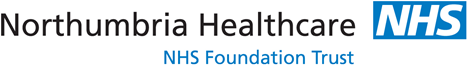 Northumbria Healthcare NHS
NHS Foundation Trust